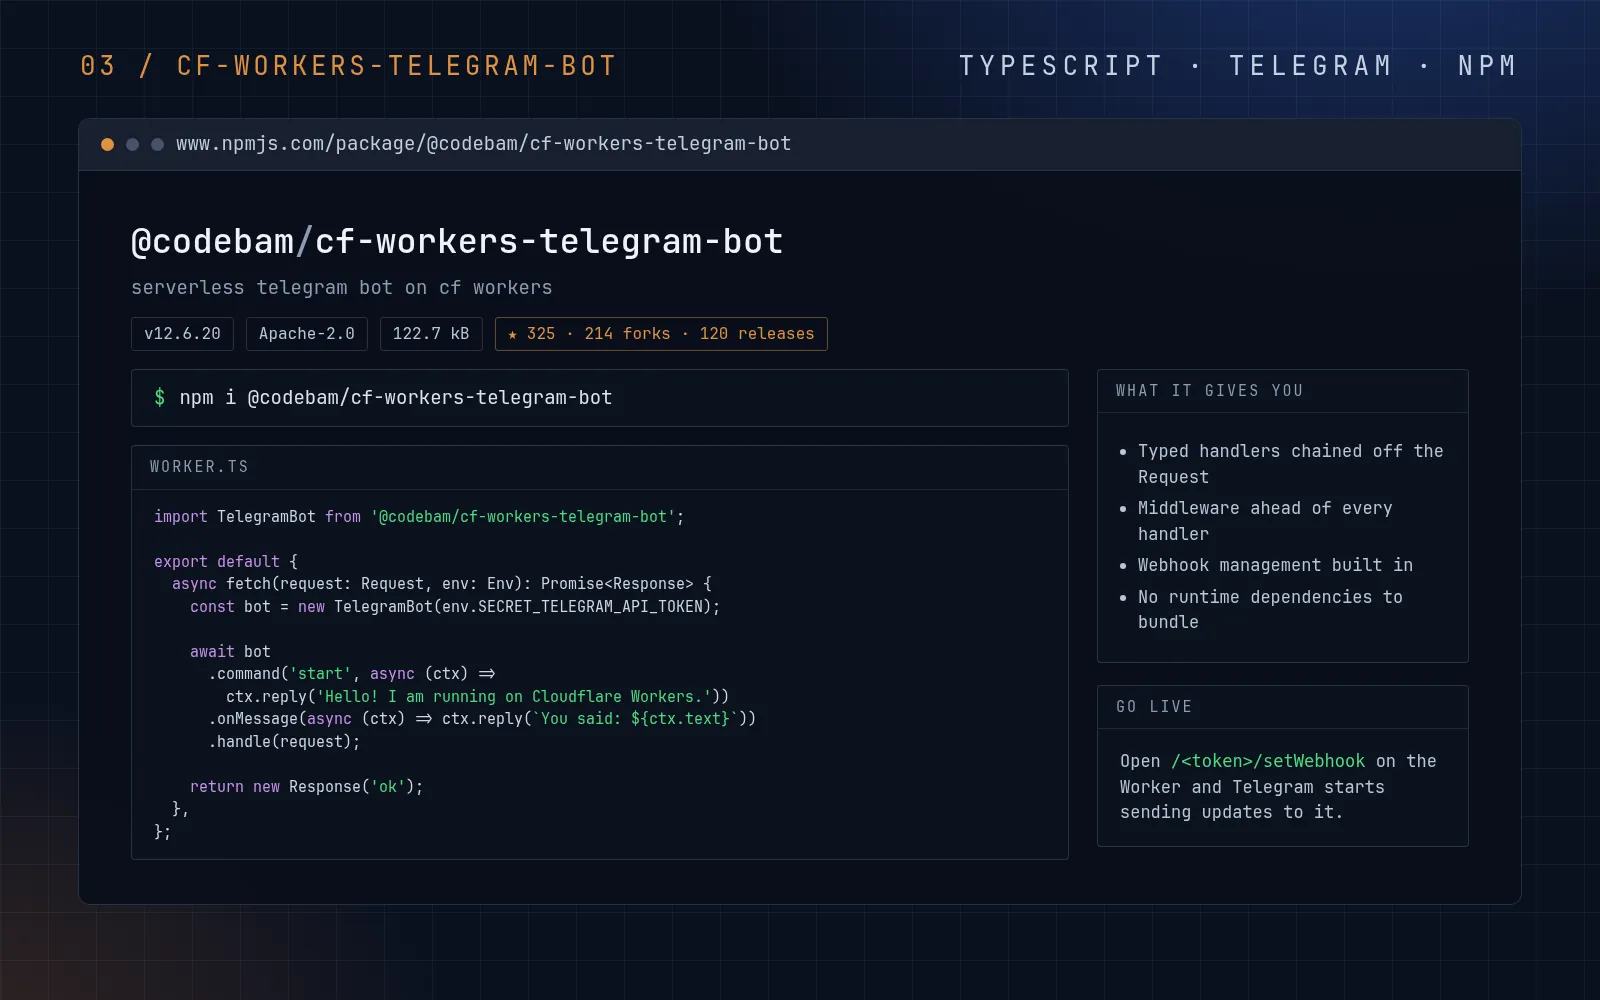 03 / CF-WORKERS-TELEGRAM-BOT
TYPESCRIPT · TELEGRAM · NPM
www.npmjs.com/package/@codebam/cf-workers-telegram-bot
@codebam/cf-workers-telegram-bot
serverless telegram bot on cf workers
v12.6.20
Apache-2.0
122.7 kB
★ 325 · 214 forks · 120 releases
$ npm i @codebam/cf-workers-telegram-bot
WORKER.TS
import TelegramBot from '@codebam/cf-workers-telegram-bot';
export default {
  async fetch(request: Request, env: Env): Promise<Response> {
    const bot = new TelegramBot(env.SECRET_TELEGRAM_API_TOKEN);
    await bot
      .command('start', async (ctx) =>
        ctx.reply('Hello! I am running on Cloudflare Workers.'))
      .onMessage(async (ctx) => ctx.reply(`You said: ${ctx.text}`))
      .handle(request);
    return new Response('ok');
  },
};
WHAT IT GIVES YOU
• Typed handlers chained off the
Request
• Middleware ahead of every
handler
• Webhook management built in
• No runtime dependencies to
bundle
GO LIVE
Open /<token>/setWebhook on the
Worker and Telegram starts
sending updates to it.